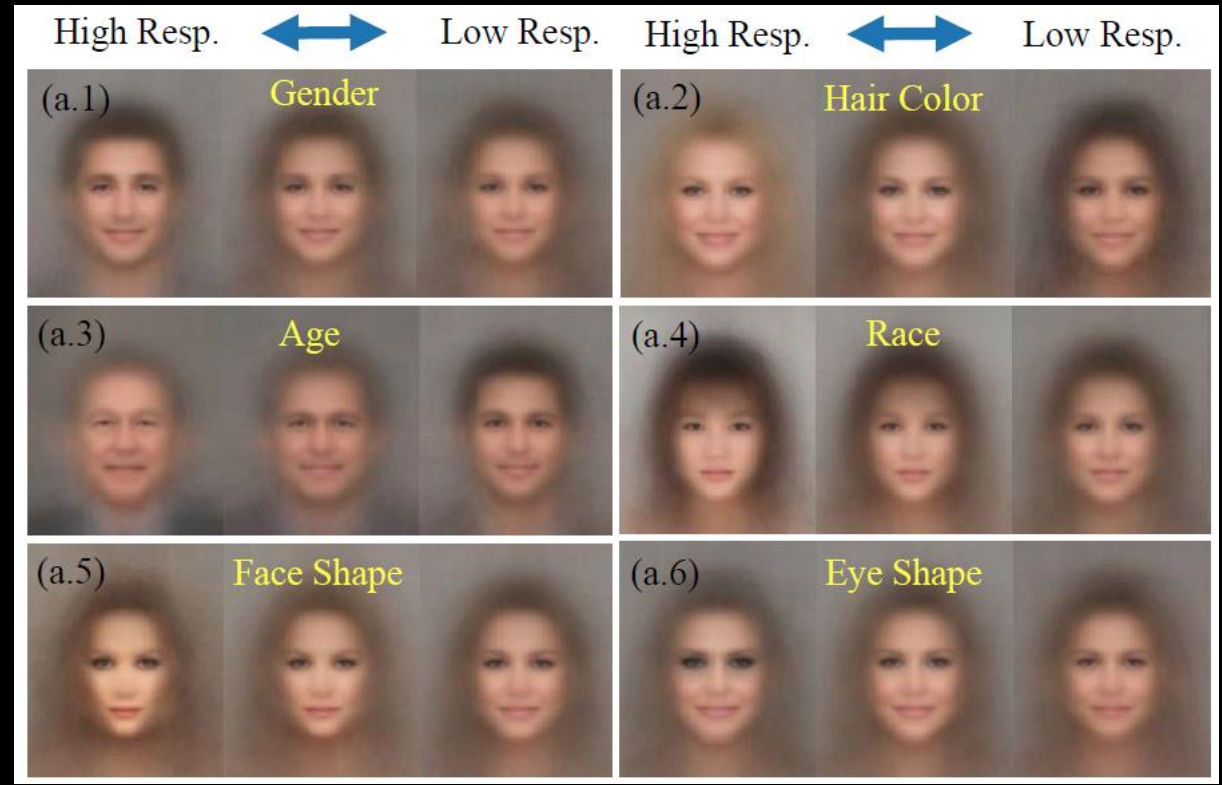 High Resp. Low Resp. High Resp. Low Resp.
(a.1) Gender
(a.2) Hair Color
(a.3) Age
(a.4) Race
(a.5) Face Shape
(a.6) Eye Shape